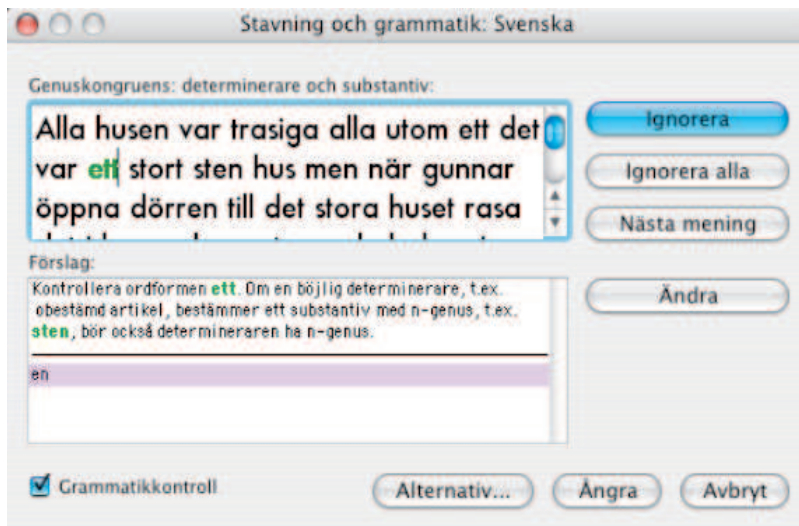 Stavning och grammatik: Svenska
Genuskongruens: determinerare och substantiv:
Alla husen var trasiga alla utom ett det
var ett stort sten hus men när gunnar
öppna dörren till det stora huset rasa
Ignorera
Ignorera alla
Nästa mening
Förslag:
Kontrollera ordformen ett. Om en böjlig determinerare, t.ex.
obestämd artikel, bestämmer ett substantiv med n-genus, t.ex.
sten, bör också determineraren ha n-genus.
en
Ändra
Grammatikkontroll
Alternativ...
Ångra
Avbryt